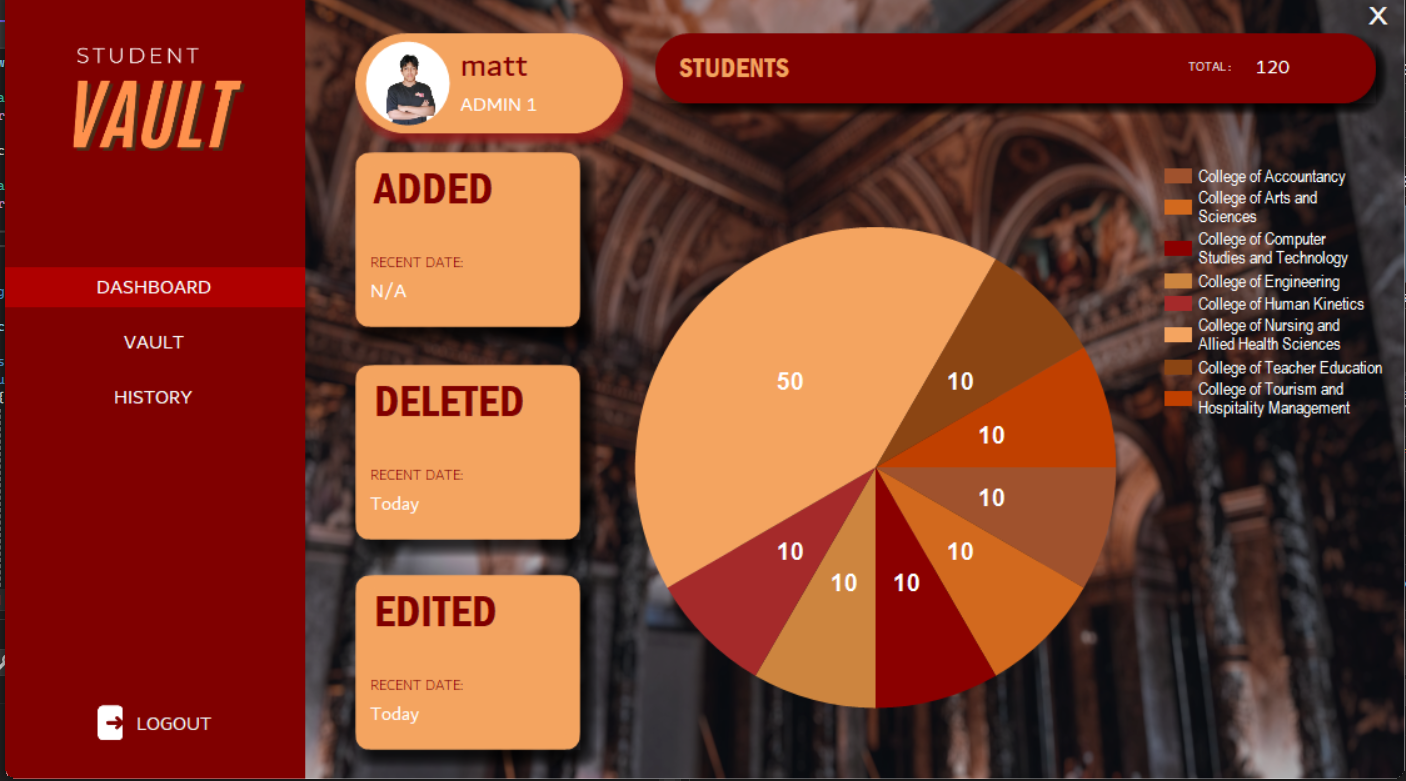 X
STUDENT
VAULT
DASHBOARD
VAULT
HISTORY
LOGOUT
matt
ADMIN 1
STUDENTS
TOTAL:
120
ADDED
RECENT DATE:
N/A
DELETED
RECENT DATE:
Today
EDITED
RECENT DATE:
Today
50
10
10
10
10
10
10
10
College of Accountancy
College of Arts and
Sciences
College of Computer
Studies and Technology
College of Engineering
College of Human Kinetics
College of Nursing and
Allied Health Sciences
College of Teacher Education
College of Tourism and
Hospitality Management